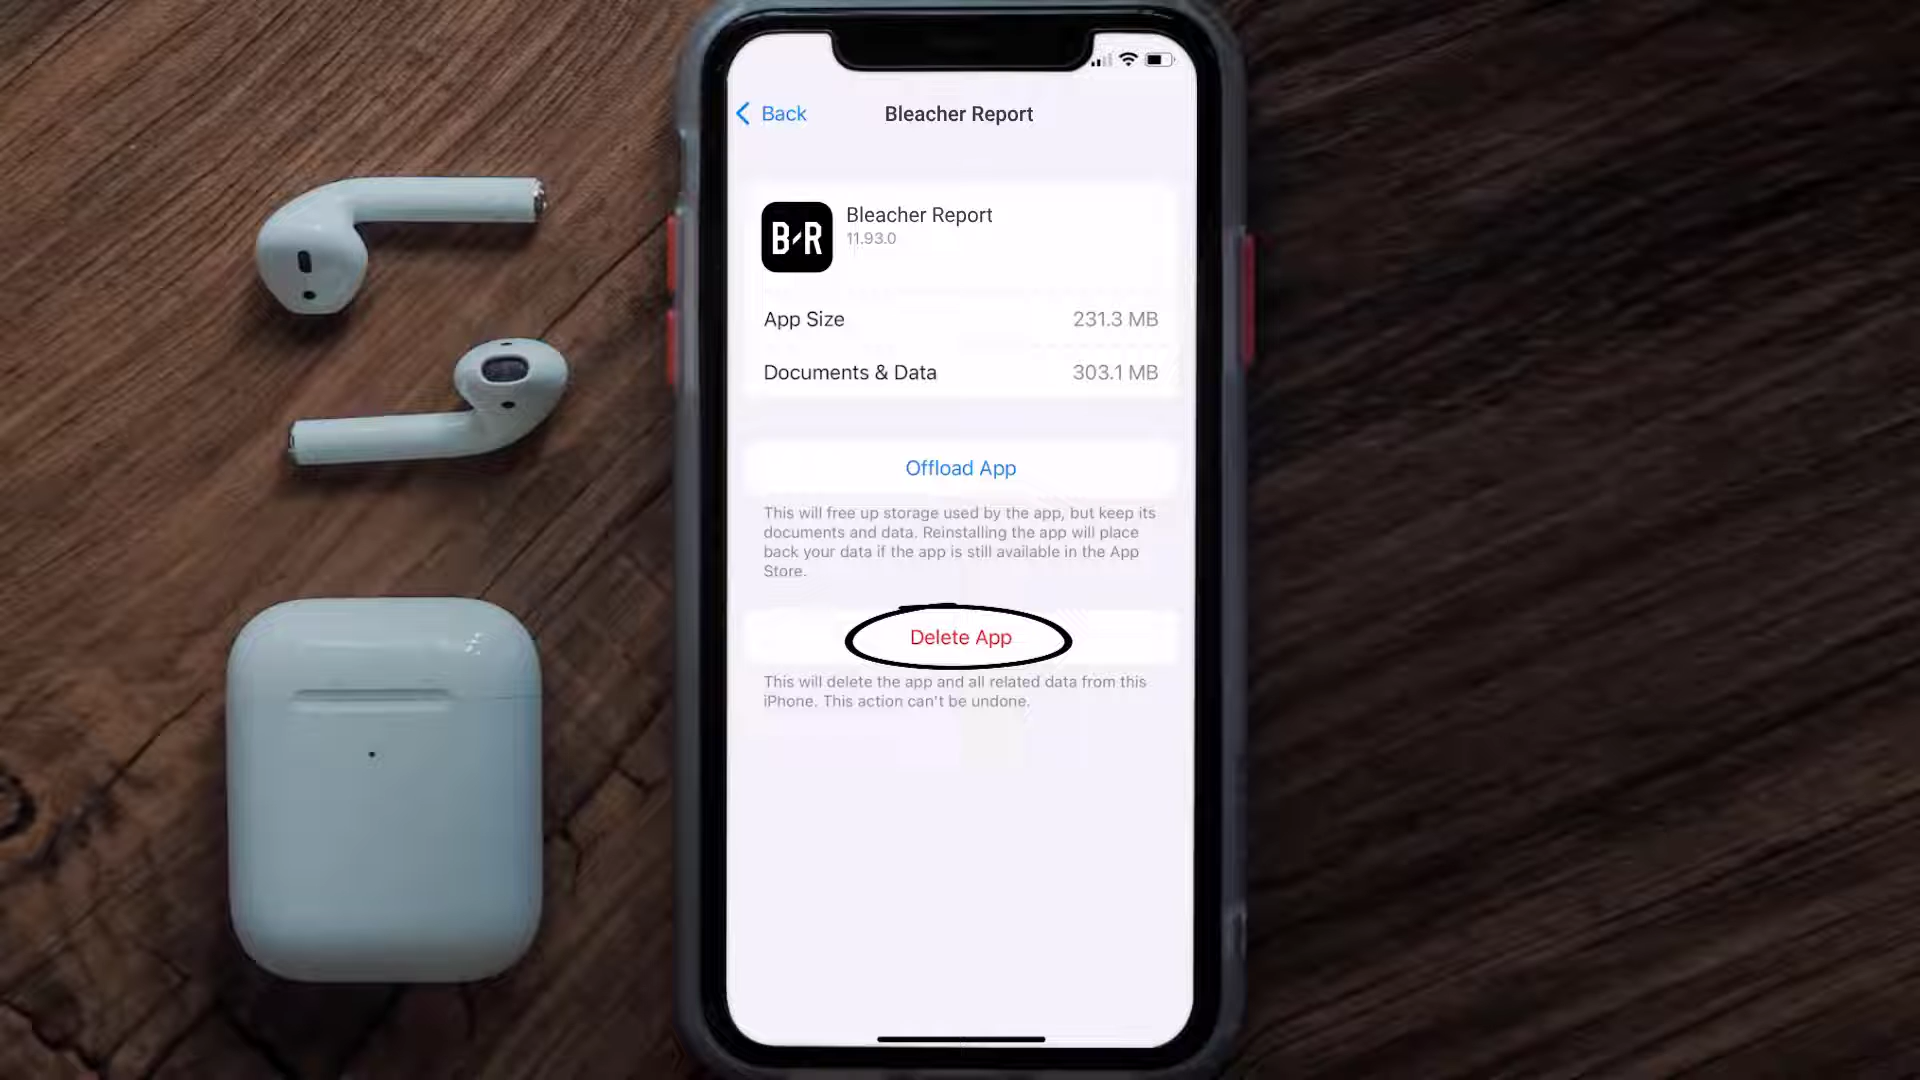 Back
Bleacher Report
B/R
Bleacher Report
11.93.0
App Size
231.3 MB
Documents & Data
303.1 MB
Offload App
This will free up storage used by the app, but keep its
documents and data. Reinstalling the app will place
back your data if the app is still available in the App
Store.
Delete App
This will delete the app and all related data from this
iPhone. This action can't be undone.